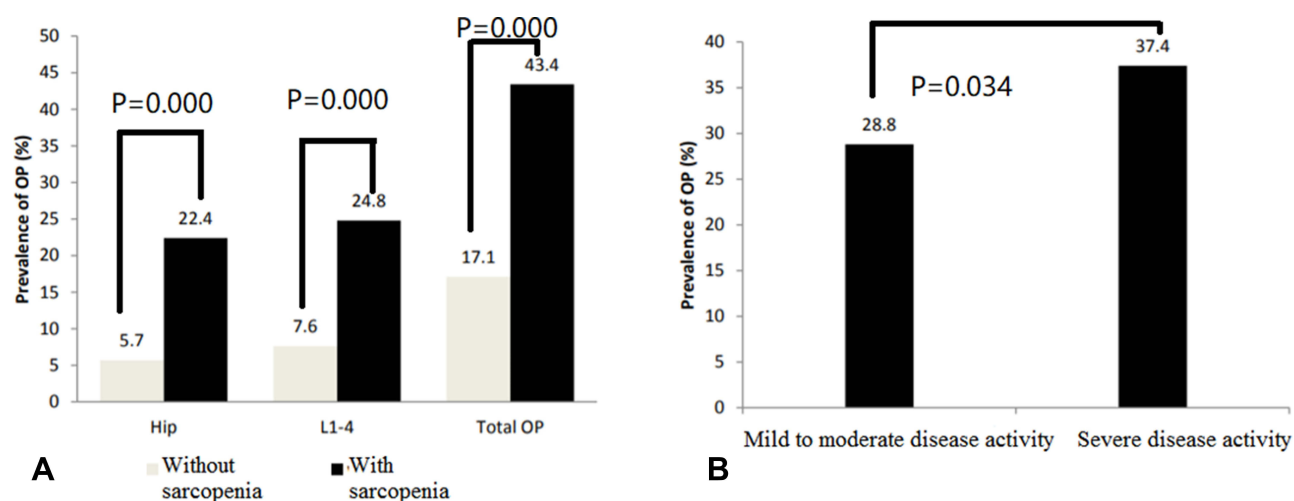 Prevalence of OP (%)
50
45
40
35
30
25
20
15
10
5
0
P=0.000
P=0.000
P=0.000
5.7
22.4
7.6
24.8
17.1
43.4
Hip
L1-4
Total OP
Without
sarcopenia
With
sarcopenia
A
Prevalence of OP (%)
40
35
30
25
20
15
10
5
0
P=0.034
28.8
37.4
Mild to moderate disease activity
Severe disease activity
B